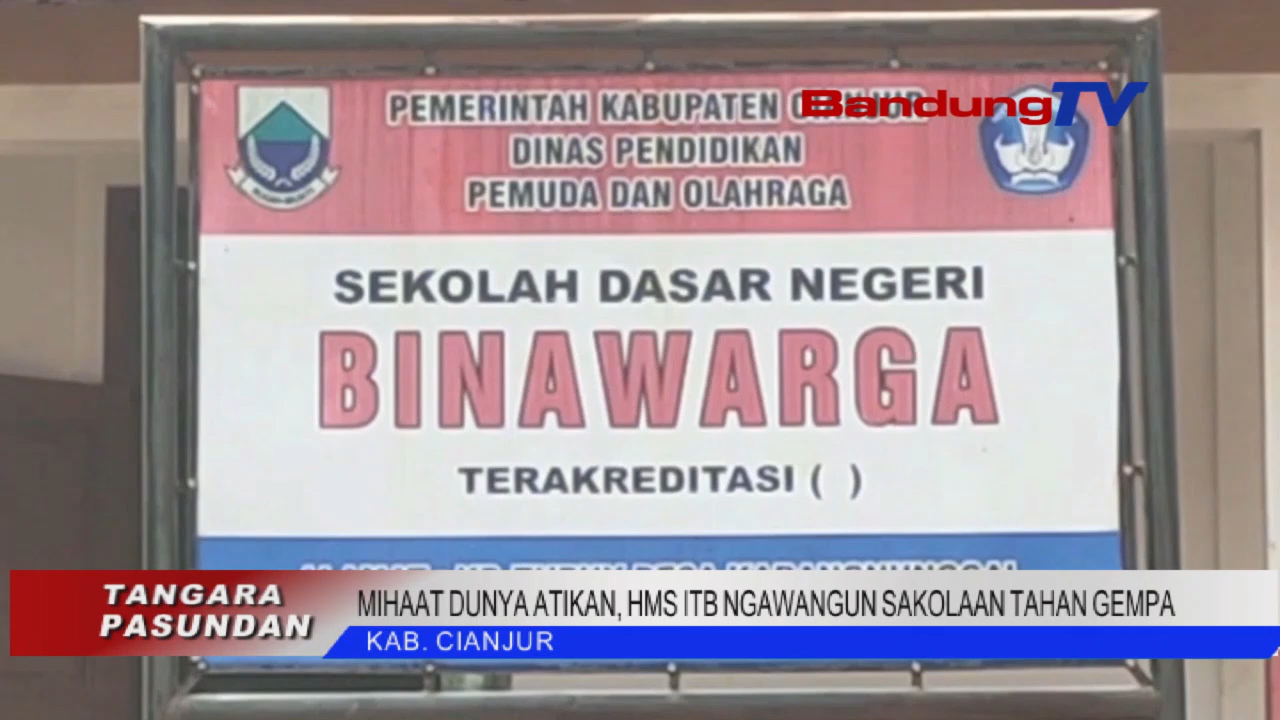 PEMERINTAH KABUPATEN CIANJUR
BandungTV
DINAS PENDIDIKAN
PEMUDA DAN OLAHRAGA
SEKOLAH DASAR NEGERI
BINAWARGA
TERAKREDITASI ( )
TANGARA PASUNDAN
MIHAAT DUNYA ATIKAN, HMS ITB NGAWANGUN SAKOLAAN TAHAN GEMPA
KAB. CIANJUR